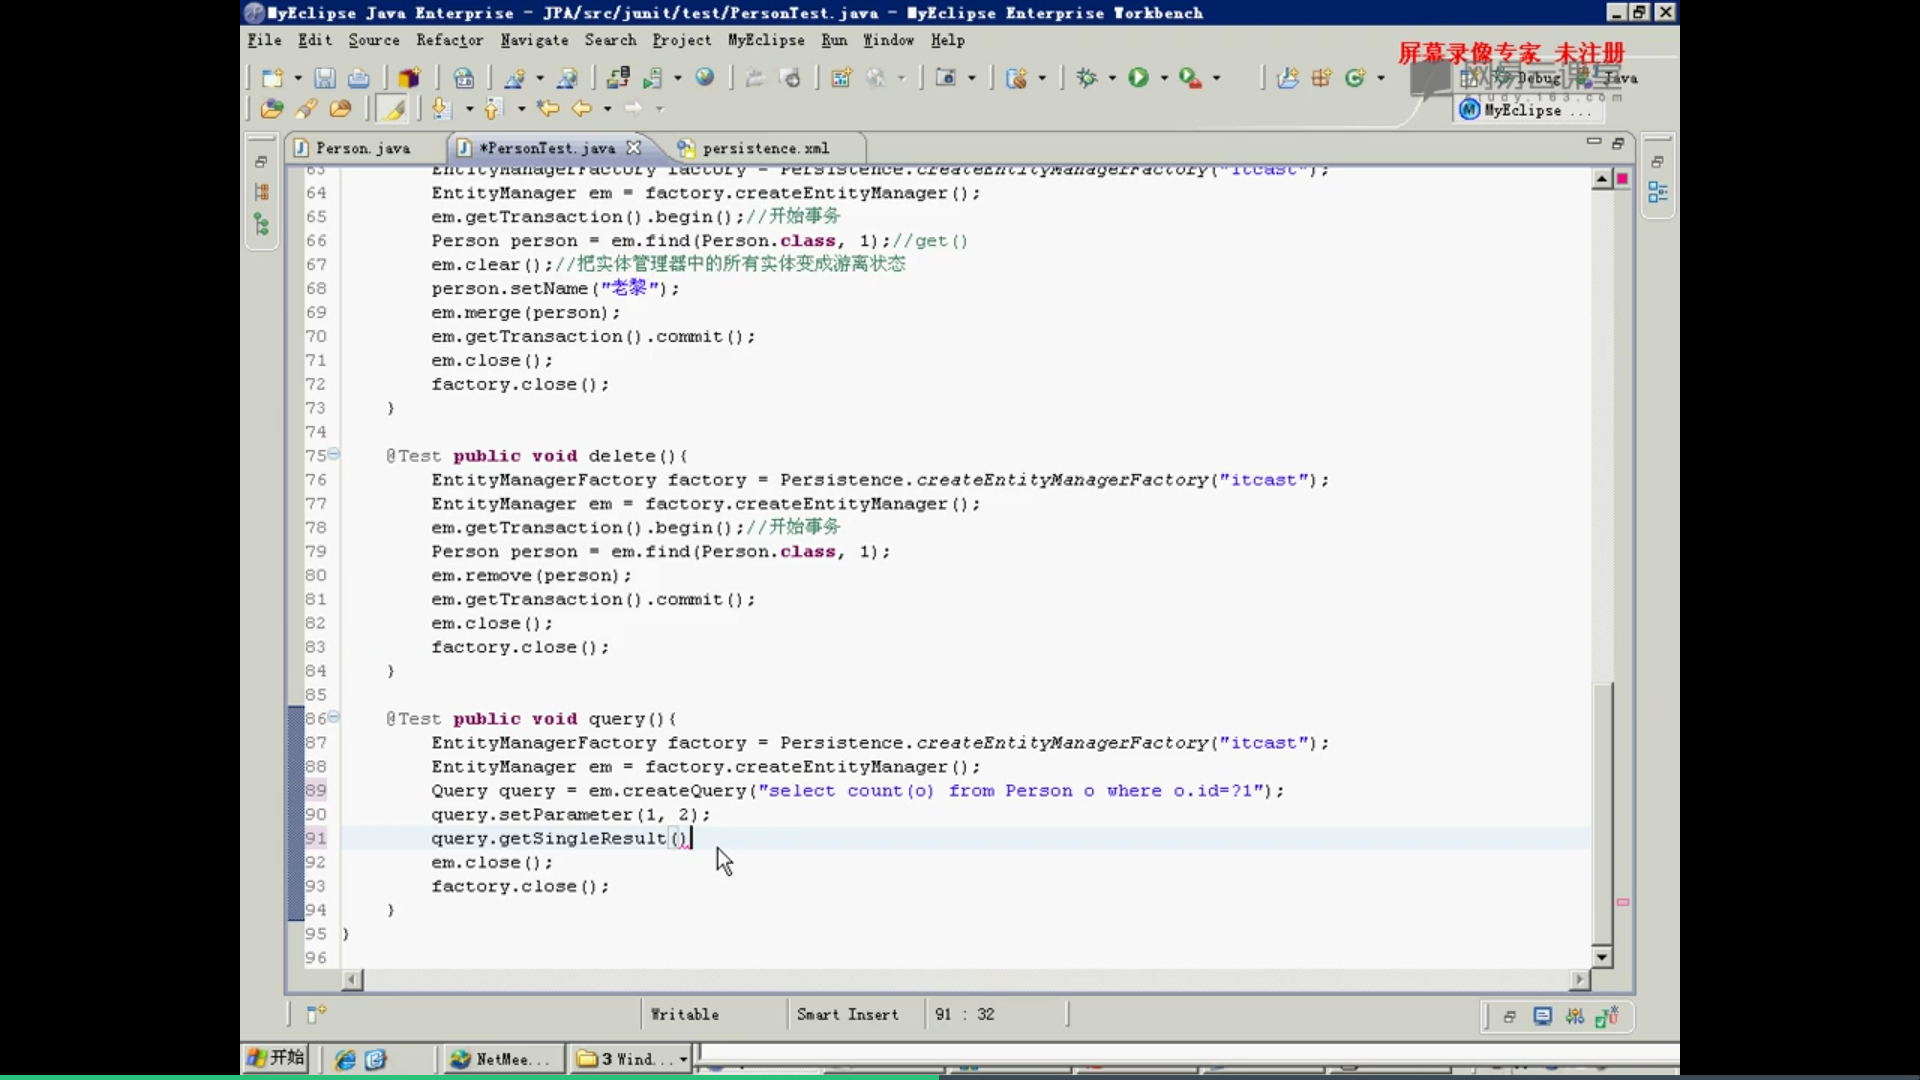 MyEclipse Java Enterprise - JPA/src/junit/test/PersonTest.java - MyEclipse Enterprise Workbench
File Edit Source Refactor Navigate Search Project MyEclipse Run Window Help
屏幕录像专家 未注册
Debug Java
study.163.com
MyEclipse ...
Person.java *PersonTest.java persistence.xml
63 EntityManagerFactory factory = Persistence.createEntityManagerFactory("itcast");
64 EntityManager em = factory.createEntityManager();
65 em.getTransaction().begin();//开始事务
66 Person person = em.find(Person.class, 1);//get()
67 em.clear();//把实体管理器中的所有实体变成游离状态
68 person.setName("老黎");
69 em.merge(person);
70 em.getTransaction().commit();
71 em.close();
72 factory.close();
73 }
74
75 @Test public void delete(){
76 EntityManagerFactory factory = Persistence.createEntityManagerFactory("itcast");
77 EntityManager em = factory.createEntityManager();
78 em.getTransaction().begin();//开始事务
79 Person person = em.find(Person.class, 1);
80 em.remove(person);
81 em.getTransaction().commit();
82 em.close();
83 factory.close();
84 }
85
86 @Test public void query(){
87 EntityManagerFactory factory = Persistence.createEntityManagerFactory("itcast");
88 EntityManager em = factory.createEntityManager();
89 Query query = em.createQuery("select count(o) from Person o where o.id=?1");
90 query.setParameter(1, 2);
91 query.getSingleResult()
92 em.close();
93 factory.close();
94 }
95 }
96
Writable Smart Insert 91 : 32
开始 NetMee... 3 Wind...